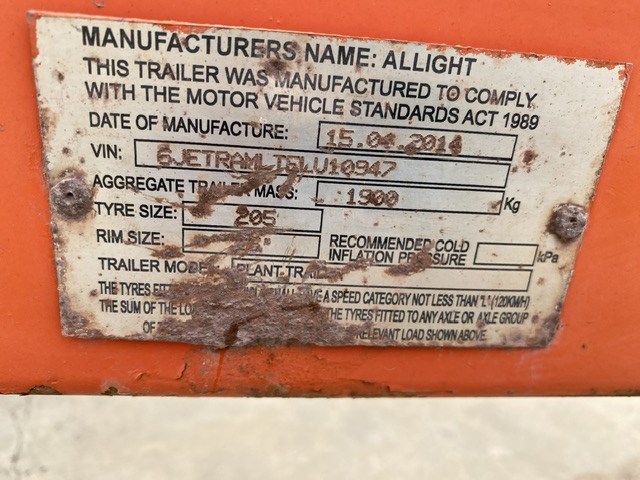 MANUFACTURERS NAME: ALLIGHT
THIS TRAILER WAS MANUFACTURED TO COMPLY
WITH THE MOTOR VEHICLE STANDARDS ACT 1989
DATE OF MANUFACTURE: 15.04.2014
VIN:
AGGREGATE TRAILER MASS: 1900 Kg
TYRE SIZE: 205
RIM SIZE: RECOMMENDED COLD
INFLATION PRESSURE kPa
TRAILER MODEL: PLANT
THE TYRES A SPEED CATEGORY NOT LESS THAN "L" (120KM/H)
THE SUM OF THE THE TYRES FITTED TO ANY AXLE OR AXLE GROUP
OF RELEVANT LOAD SHOWN ABOVE.